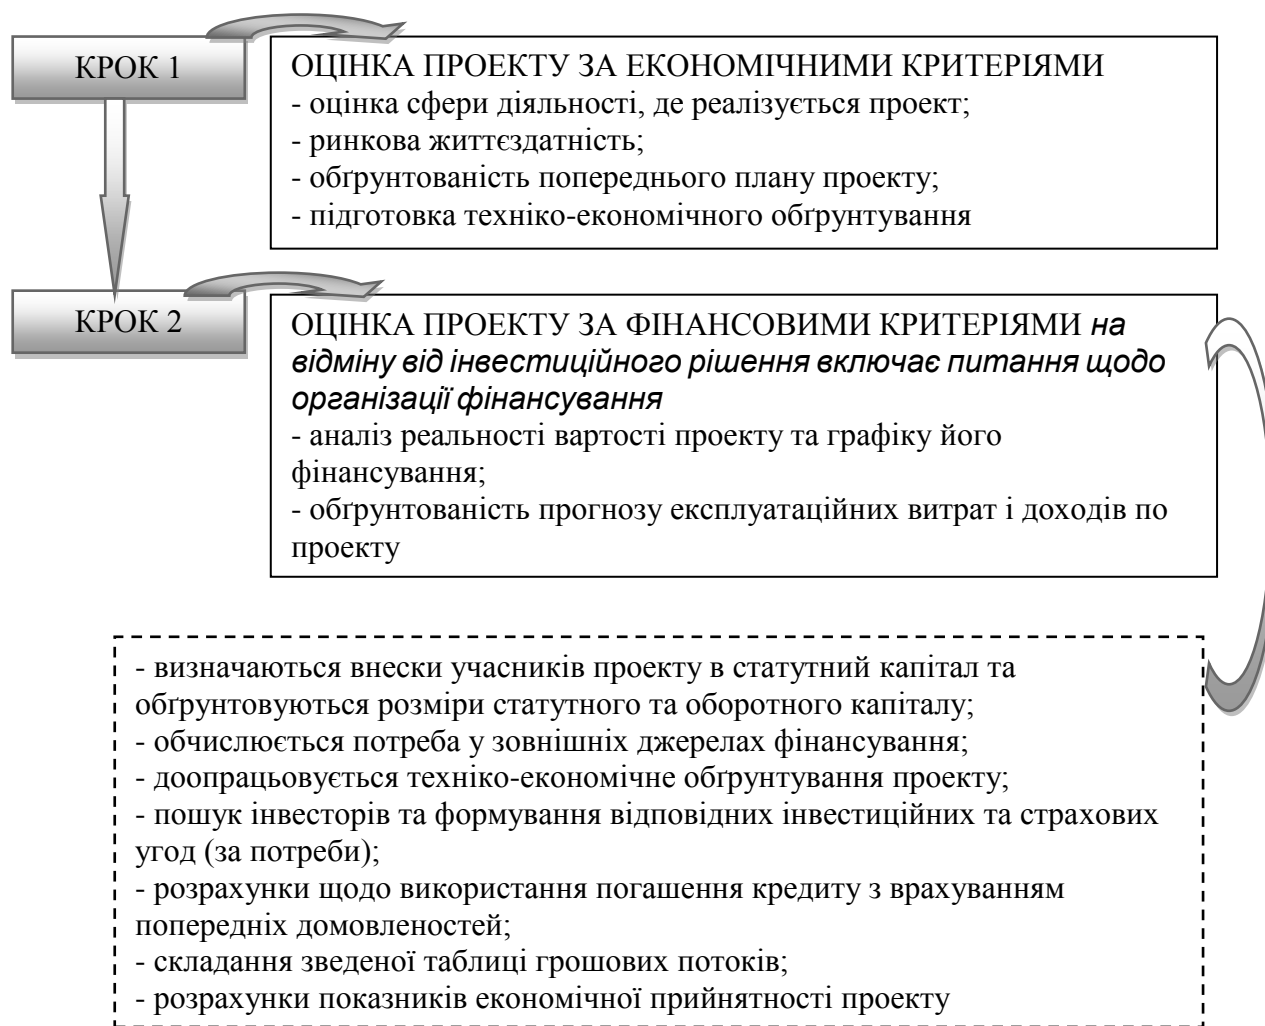 КРОК 1
ОЦІНКА ПРОЕКТУ ЗА ЕКОНОМІЧНИМИ КРИТЕРІЯМИ
- оцінка сфери діяльності, де реалізується проект;
- ринкова життєздатність;
- обґрунтованість попереднього плану проекту;
- підготовка техніко-економічного обґрунтування
КРОК 2
ОЦІНКА ПРОЕКТУ ЗА ФІНАНСОВИМИ КРИТЕРІЯМИ на
відміну від інвестиційного рішення включає питання щодо
організації фінансування
- аналіз реальності вартості проекту та графіку його
фінансування;
- обґрунтованість прогнозу експлуатаційних витрат і доходів по
проекту
- визначаються внески учасників проекту в статутний капітал та
обґрунтовуються розміри статутного та оборотного капіталу;
- обчислюється потреба у зовнішніх джерелах фінансування;
- доопрацьовується техніко-економічне обґрунтування проекту;
- пошук інвесторів та формування відповідних інвестиційних та страхових
угод (за потреби);
- розрахунки щодо використання погашення кредиту з врахуванням
попередніх домовленостей;
- складання зведеної таблиці грошових потоків;
- розрахунки показників економічної прийнятності проекту